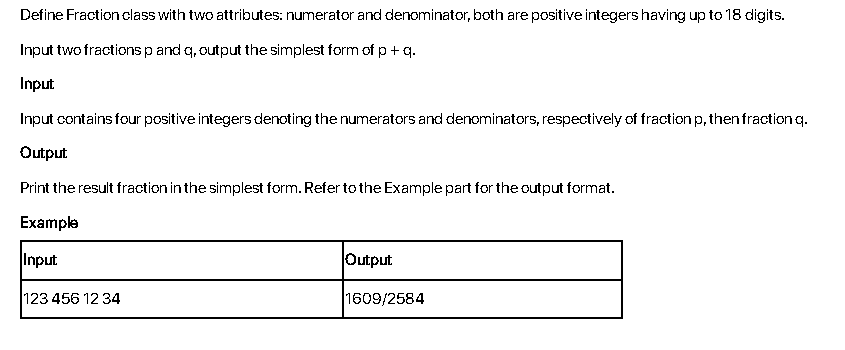 Define Fraction class with two attributes: numerator and denominator, both are positive integers having up to 18 digits.
Input two fractions p and q, output the simplest form of p + q.
Input
Input contains four positive integers denoting the numerators and denominators, respectively of fraction p, then fraction q.
Output
Print the result fraction in the simplest form. Refer to the Example part for the output format.
Example
Input Output
123 456 12 34 1609/2584